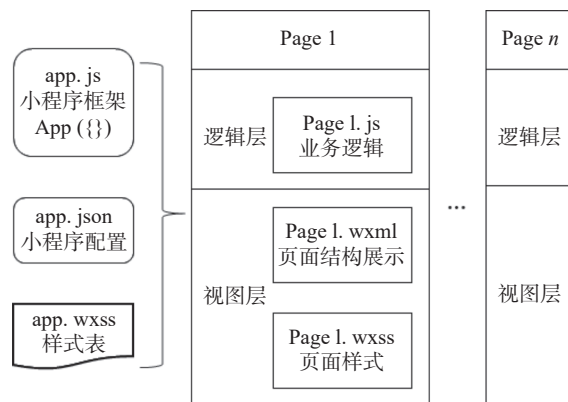 app. js
小程序框架
App ({})
app. json
小程序配置
app. wxss
样式表
Page 1
逻辑层
Page l. js
业务逻辑
视图层
Page l. wxml
页面结构展示
Page l. wxss
页面样式
...
Page n
逻辑层
视图层